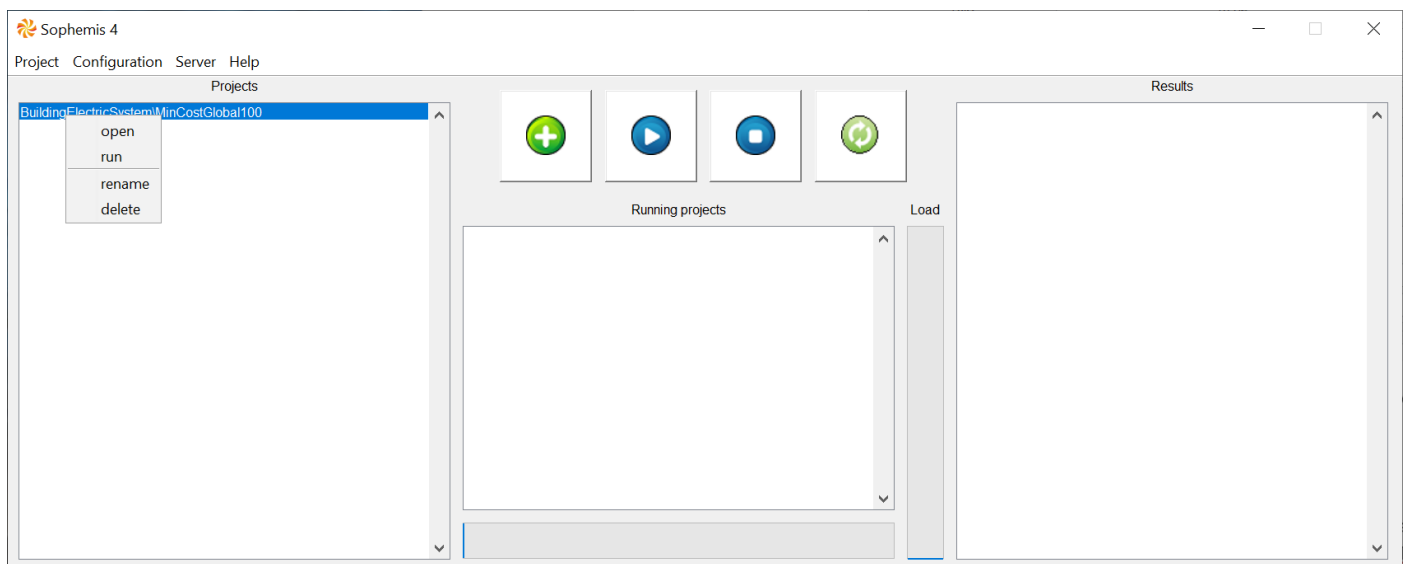 Sophemis 4
Project Configuration Server Help
Projects
Results
BuildingElectricSystem\MinCostGlobal100
open
run
rename
delete
Running projects
Load